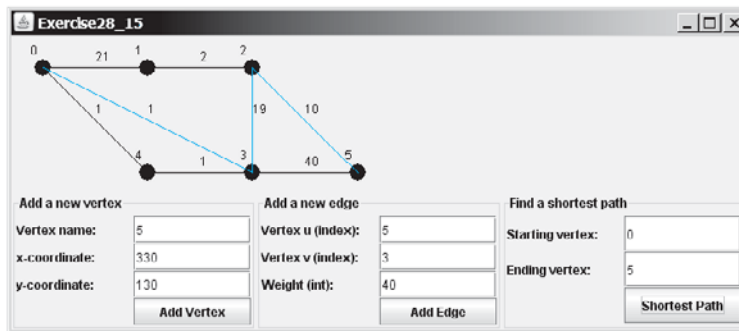 Exercise28_15
0 21 1 2 2
1 1 19 10
4 1 3 40 5
Add a new vertex
Vertex name: 5
x-coordinate: 330
y-coordinate: 130
Add Vertex
Add a new edge
Vertex u (index): 5
Vertex v (index): 3
Weight (int): 40
Add Edge
Find a shortest path
Starting vertex: 0
Ending vertex: 5
Shortest Path